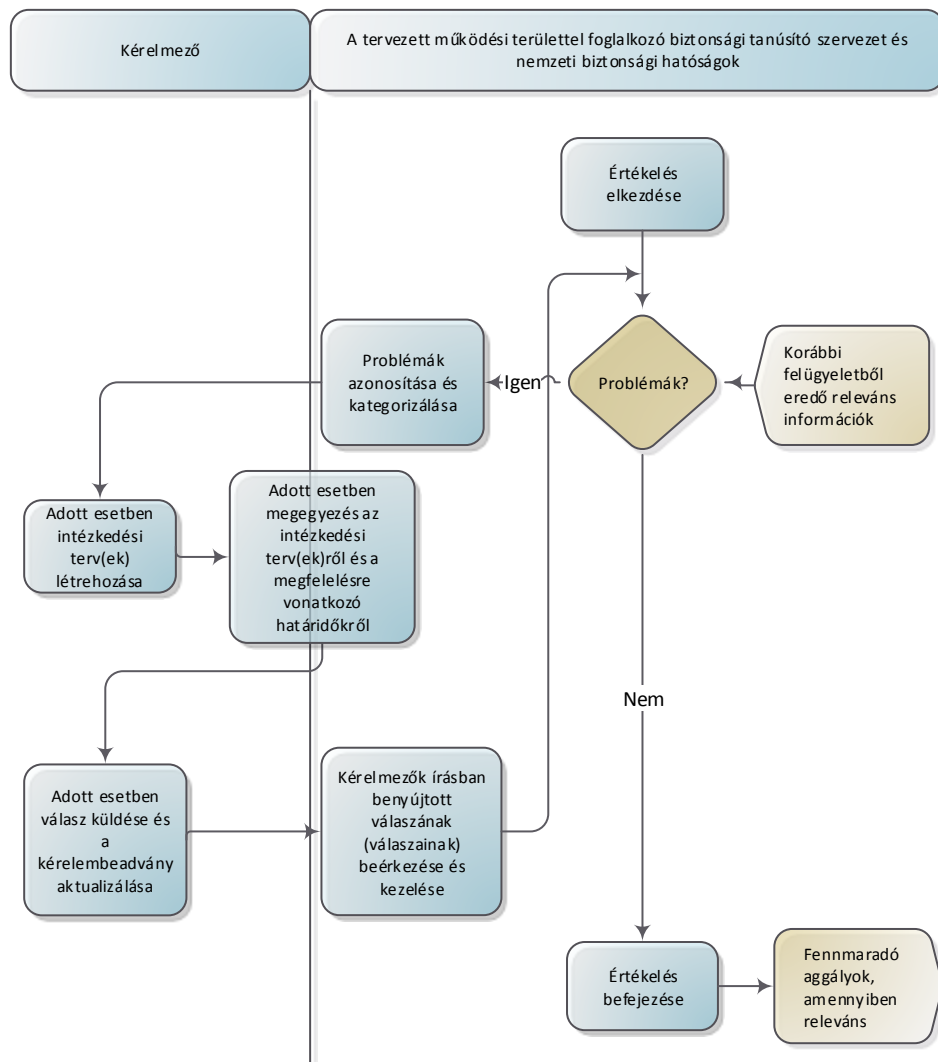 Kérelmező
A tervezett működési területtel foglalkozó biztonsági tanúsító szervezet és
nemzeti biztonsági hatóságok
Értékelés
elkezdése
Problémák?
Korábbi
felügyeletből
eredő releváns
információk
Igen
Problémák
azonosítása és
kategorizálása
Adott esetben
intézkedési
terv(ek)
létrehozása
Adott esetben
megegyezés az
intézkedési
terv(ek)ről és a
megfelelésre
vonatkozó
határidőkről
Nem
Adott esetben
válasz küldése és
a
kérelembeadvány
aktualizálása
Kérelmezők írásban
benyújtott
válaszának
(válaszainak)
beérkezése és
kezelése
Értékelés
befejezése
Fennmaradó
aggályok,
amennyiben
releváns